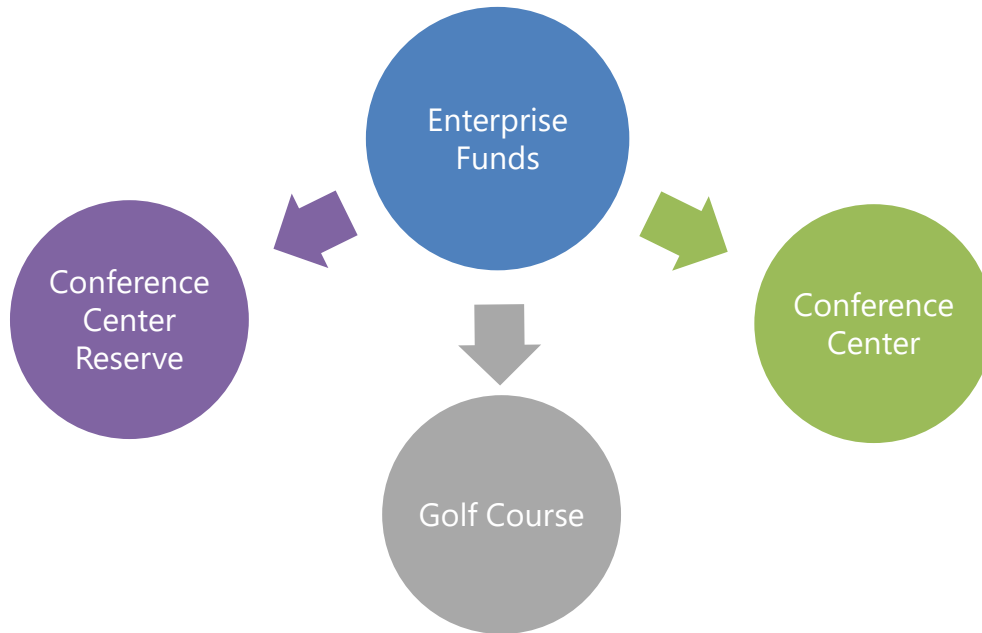 Enterprise
Funds
Conference
Center
Reserve
Conference
Center
Golf Course